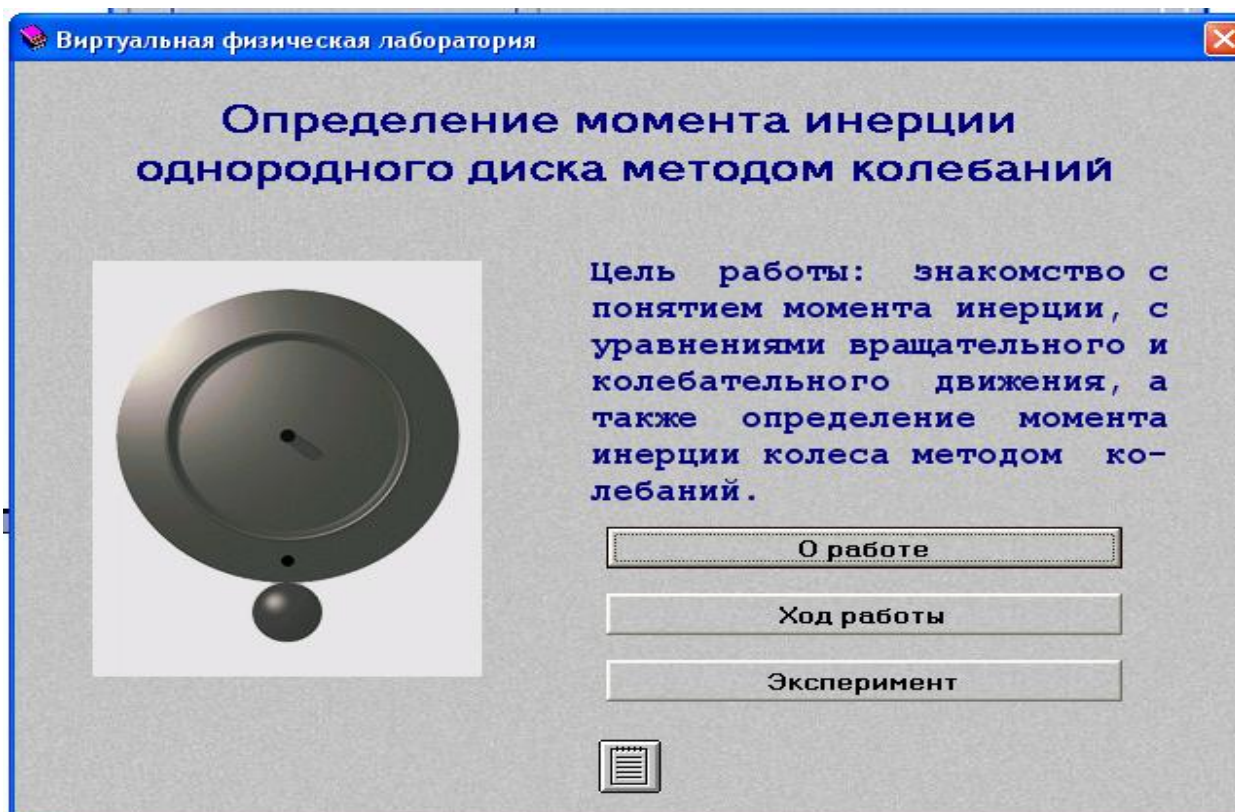 Виртуальная физическая лаборатория
Определение момента инерции
однородного диска методом колебаний
Цель работы: знакомство с
понятием момента инерции, с
уравнениями вращательного и
колебательного движения, а
также определение момента
инерции колеса методом ко-
лебаний.
О работе
Ход работы
Эксперимент